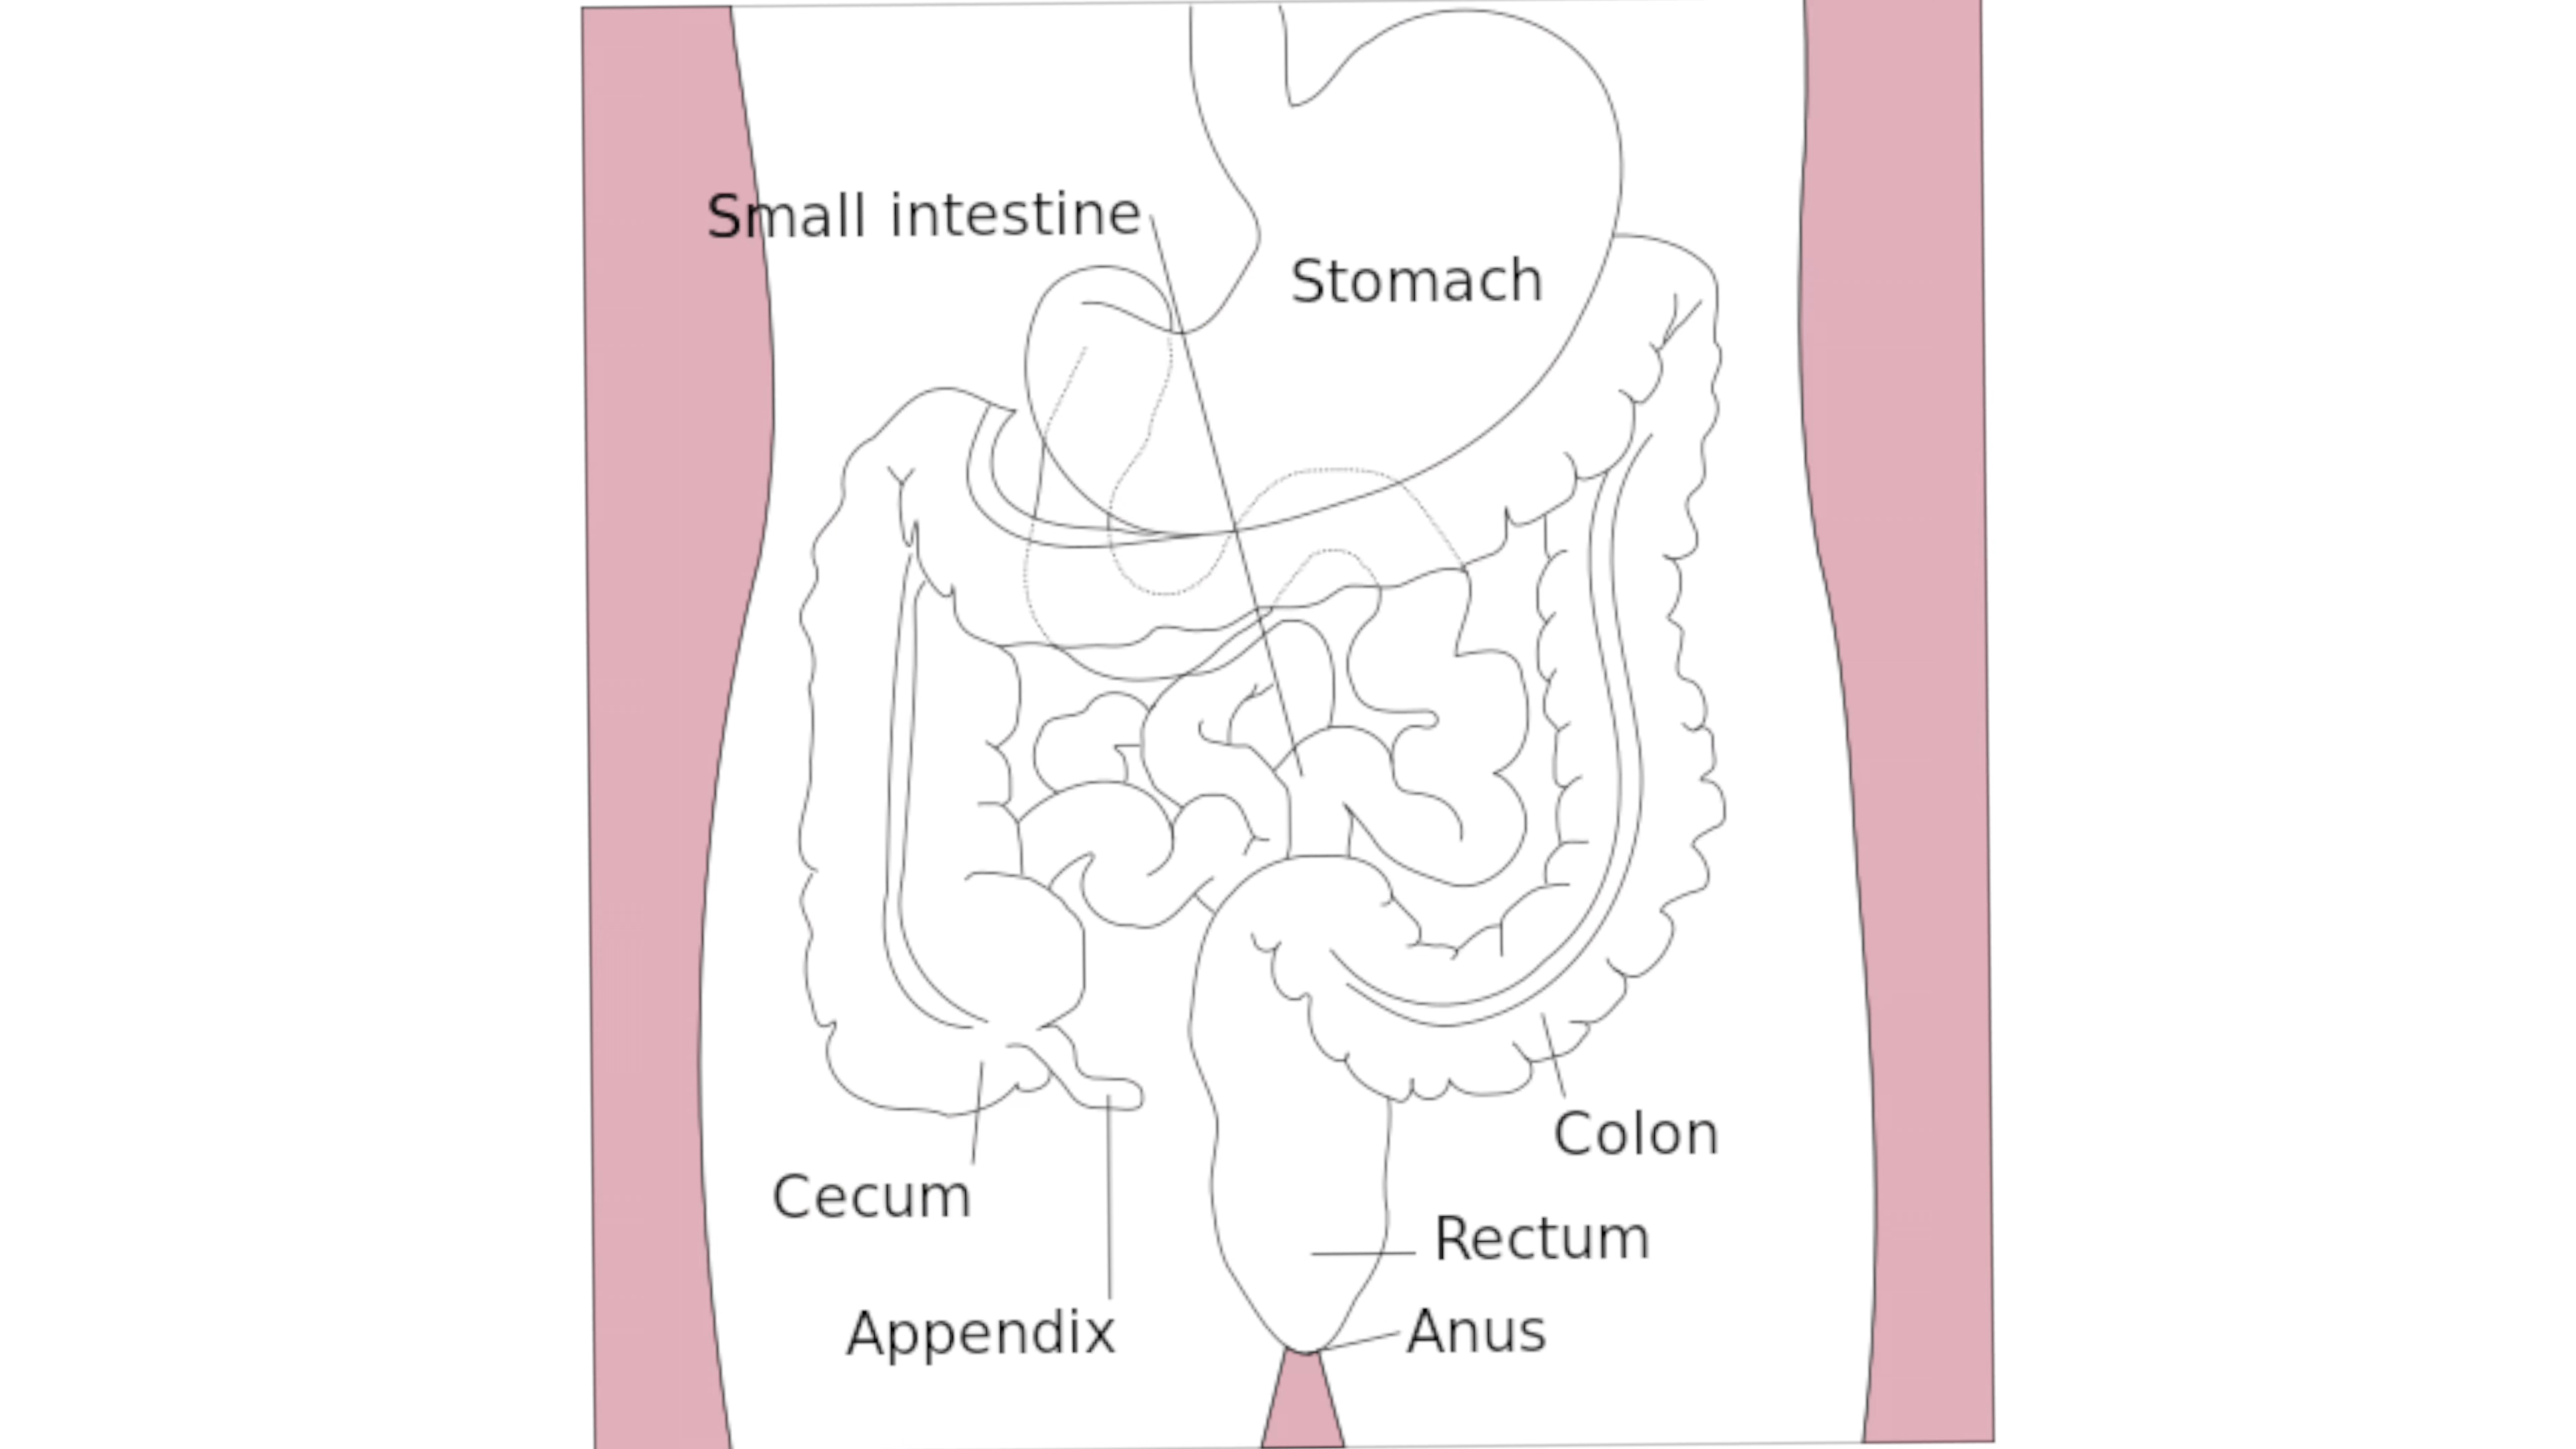 Small intestine
Stomach
Colon
Cecum
Rectum
Appendix
Anus